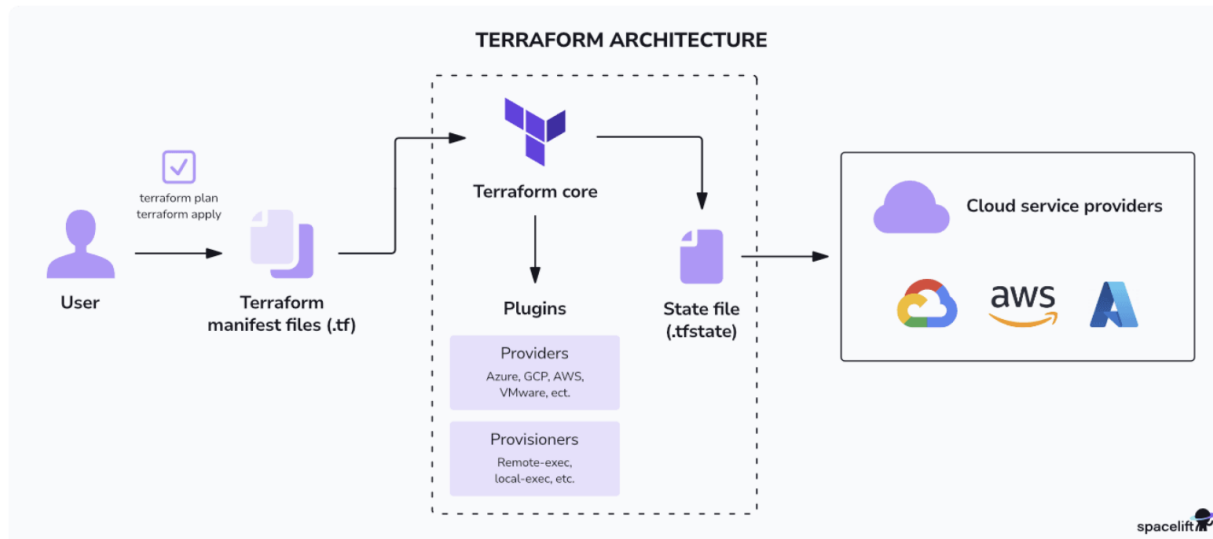 TERRAFORM ARCHITECTURE
terraform plan
terraform apply
User
Terraform
manifest files (.tf)
Terraform core
Plugins
Providers
Azure, GCP, AWS,
VMware, ect.
Provisioners
Remote-exec,
local-exec, etc.
State file
(.tfstate)
Cloud service providers
aws
spacelift